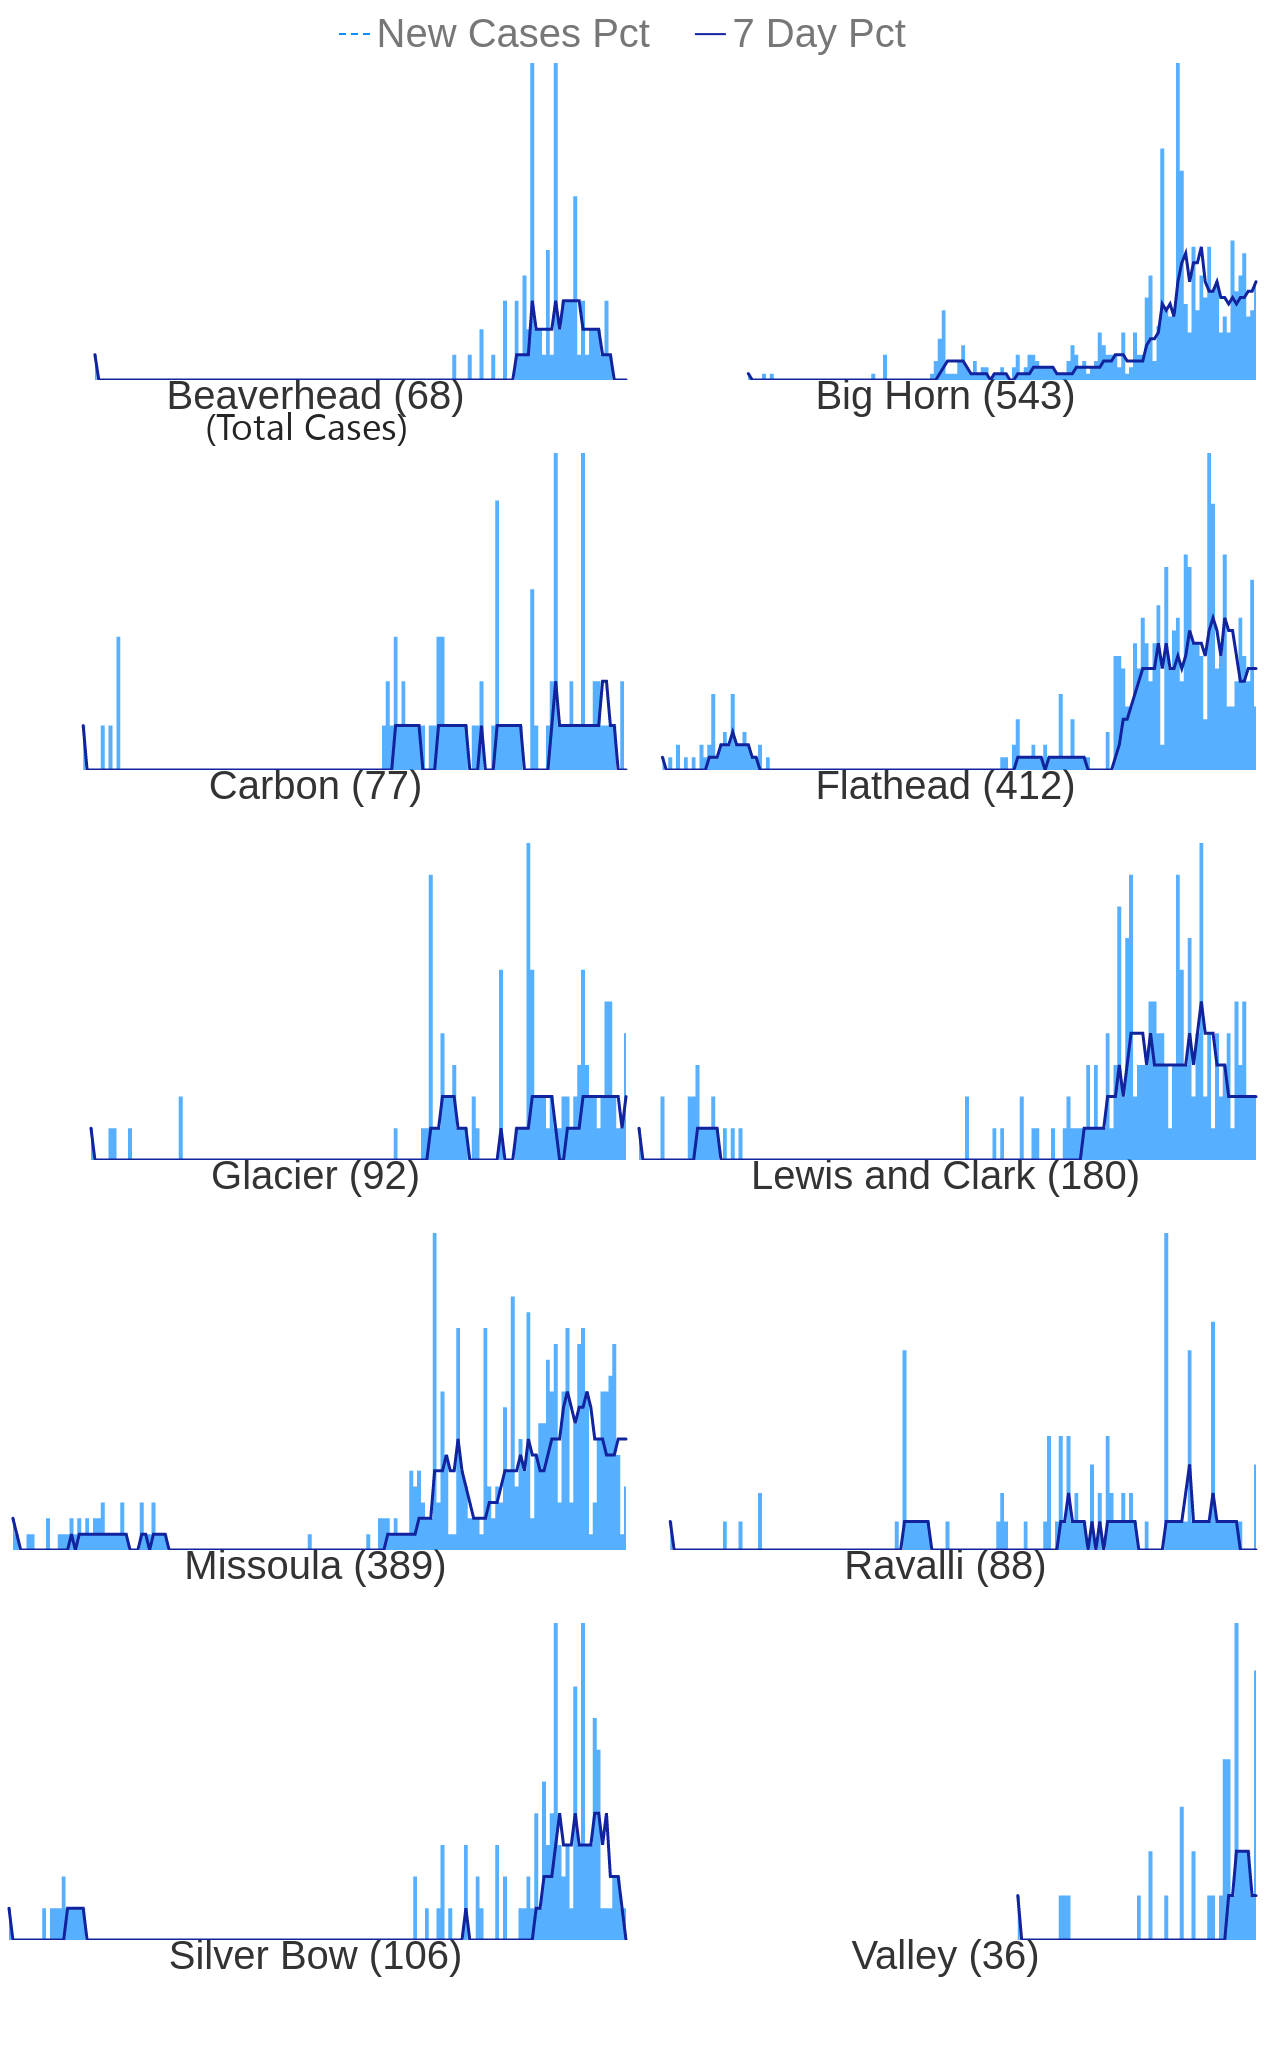 New Cases Pct 7 Day Pct
Beaverhead (68) Big Horn (543)
(Total Cases)
Carbon (77) Flathead (412)
Glacier (92) Lewis and Clark (180)
Missoula (389) Ravalli (88)
Silver Bow (106) Valley (36)